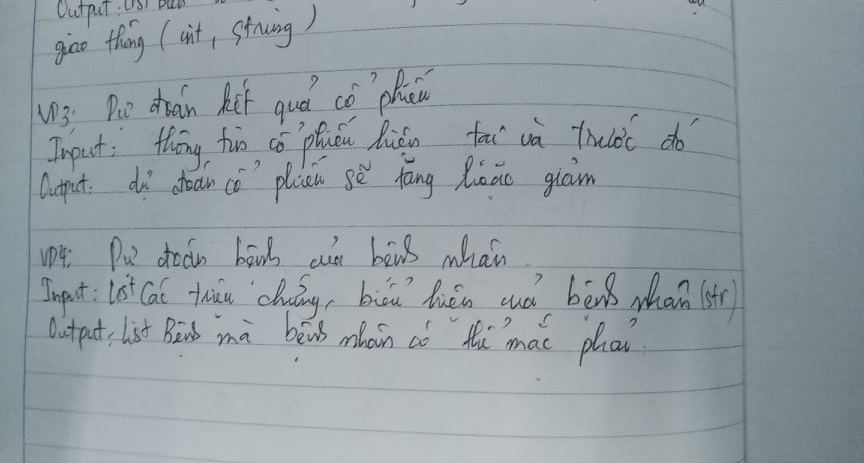 Output: List biển
giao thông (int, string)
VD3: Dự đoán kết quả cổ phiếu
Input: thông tin cổ phiếu hiện tại và trước đó
Output: dự đoán cổ phiếu sẽ tăng hoặc giảm
VD4: Dự đoán bệnh của bệnh nhân
Input: list các triệu chứng, biểu hiện của bệnh nhân (str)
Output: list Bệnh mà bệnh nhân có thể mắc phải.